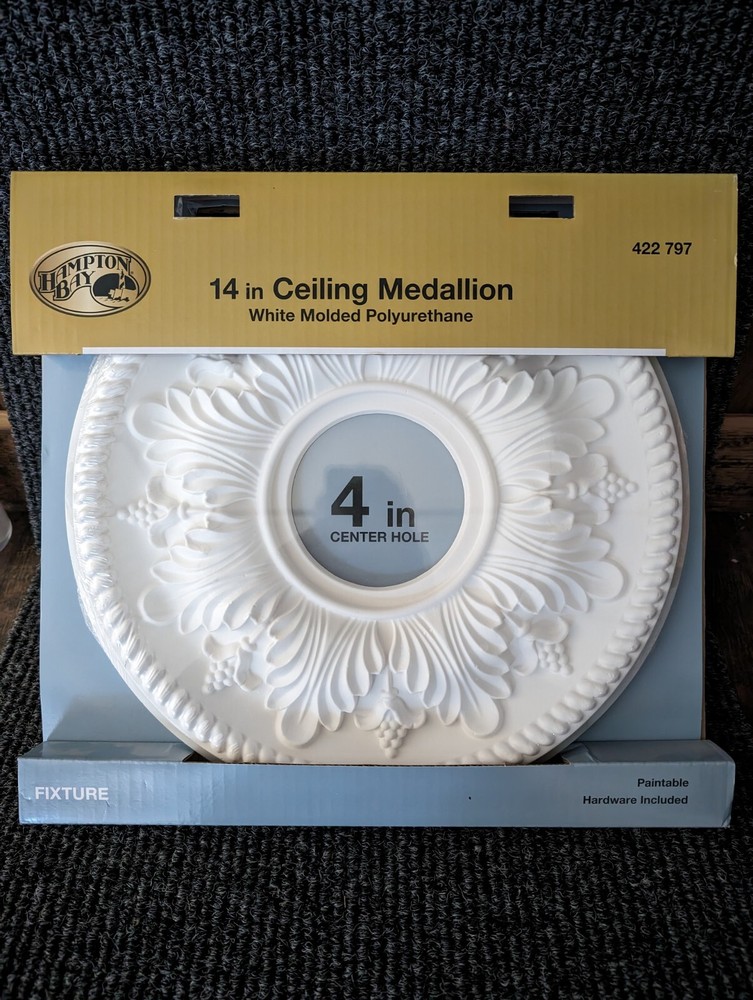 HAMPTON
BAY
422 797
14 in Ceiling Medallion
White Molded Polyurethane
4 in
CENTER HOLE
FIXTURE
Paintable
Hardware Included